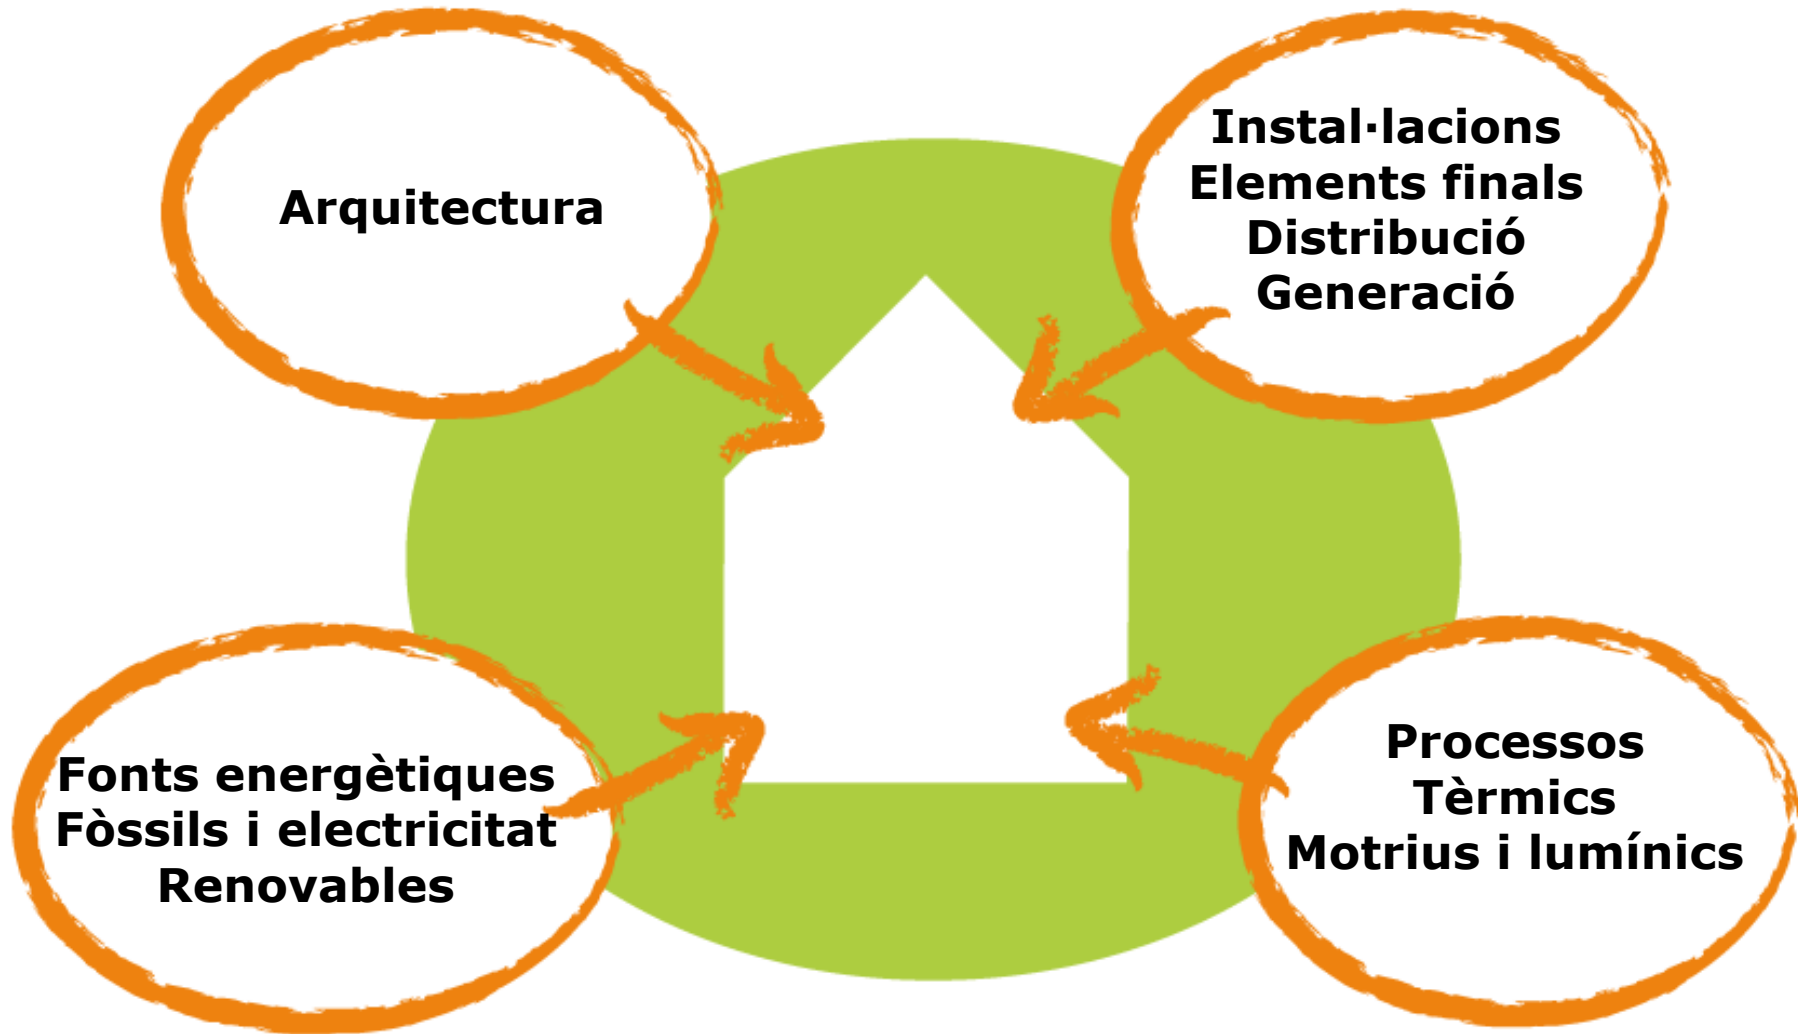 Arquitectura
Instal·lacions
Elements finals
Distribució
Generació
Fonts energètiques
Fòssils i electricitat
Renovables
Processos
Tèrmics
Motrius i lumínics